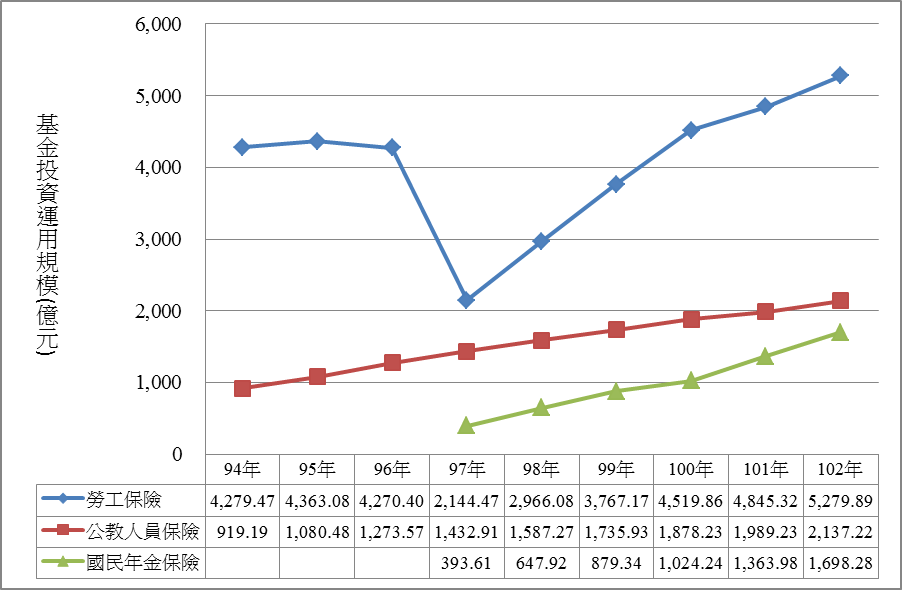 6,000
5,000
4,000
3,000
2,000
1,000
0
基金投資運用規模(億元)
94年 95年 96年 97年 98年 99年 100年 101年 102年
勞工保險 4,279.47 4,363.08 4,270.40 2,144.47 2,966.08 3,767.17 4,519.86 4,845.32 5,279.89
公教人員保險 919.19 1,080.48 1,273.57 1,432.91 1,587.27 1,735.93 1,878.23 1,989.23 2,137.22
國民年金保險 393.61 647.92 879.34 1,024.24 1,363.98 1,698.28